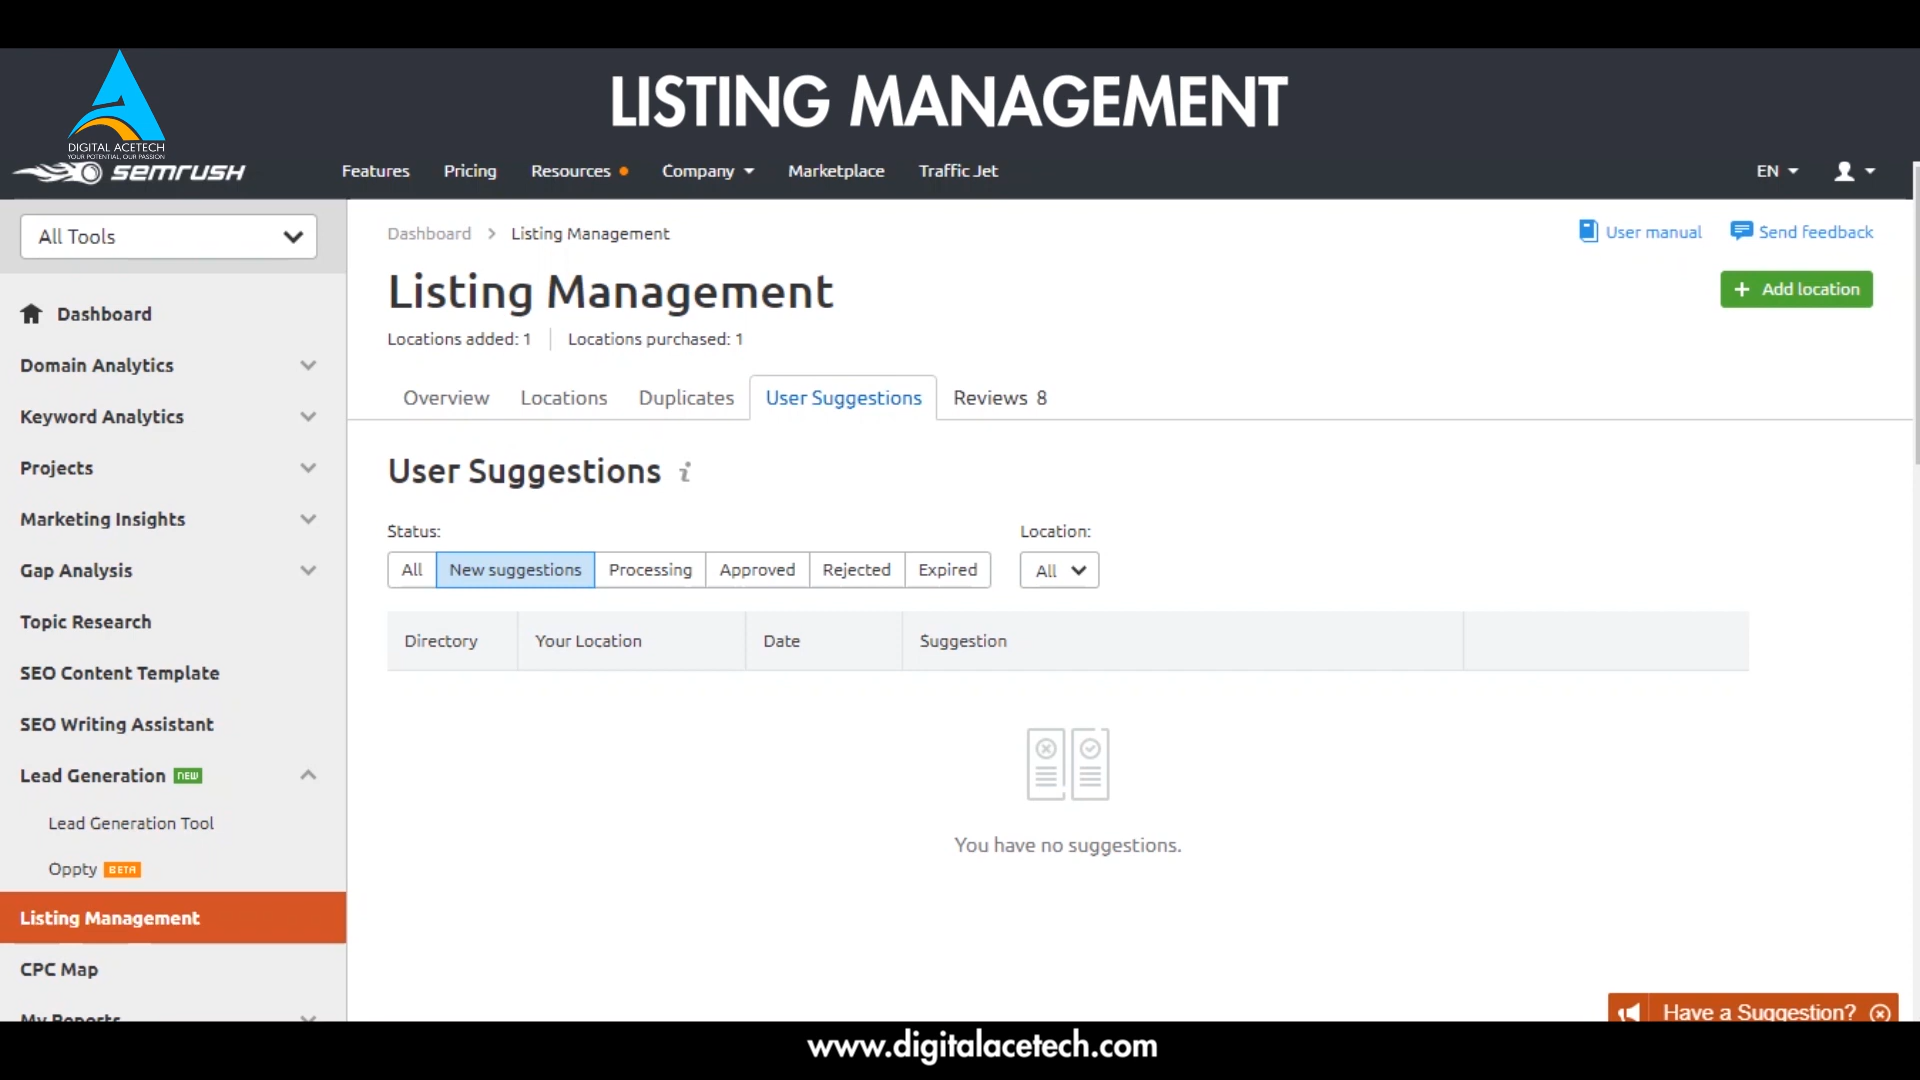 LISTING MANAGEMENT
DIGITAL ACETECH
YOUR POTENTIAL, OUR PASSION
SEMRUSH
Features Pricing Resources Company Marketplace Traffic Jet EN
All Tools
Dashboard > Listing Management
User manual Send feedback
Listing Management
+ Add location
Locations added: 1 Locations purchased: 1
Overview Locations Duplicates User Suggestions Reviews 8
Dashboard
Domain Analytics
Keyword Analytics
Projects
Marketing Insights
Gap Analysis
Topic Research
SEO Content Template
SEO Writing Assistant
Lead Generation NEW
Lead Generation Tool
Oppty BETA
Listing Management
CPC Map
My Reports
User Suggestions i
Status: Location:
All New suggestions Processing Approved Rejected Expired All
Directory Your Location Date Suggestion
You have no suggestions.
Have a Suggestion?
www.digitalacetech.com